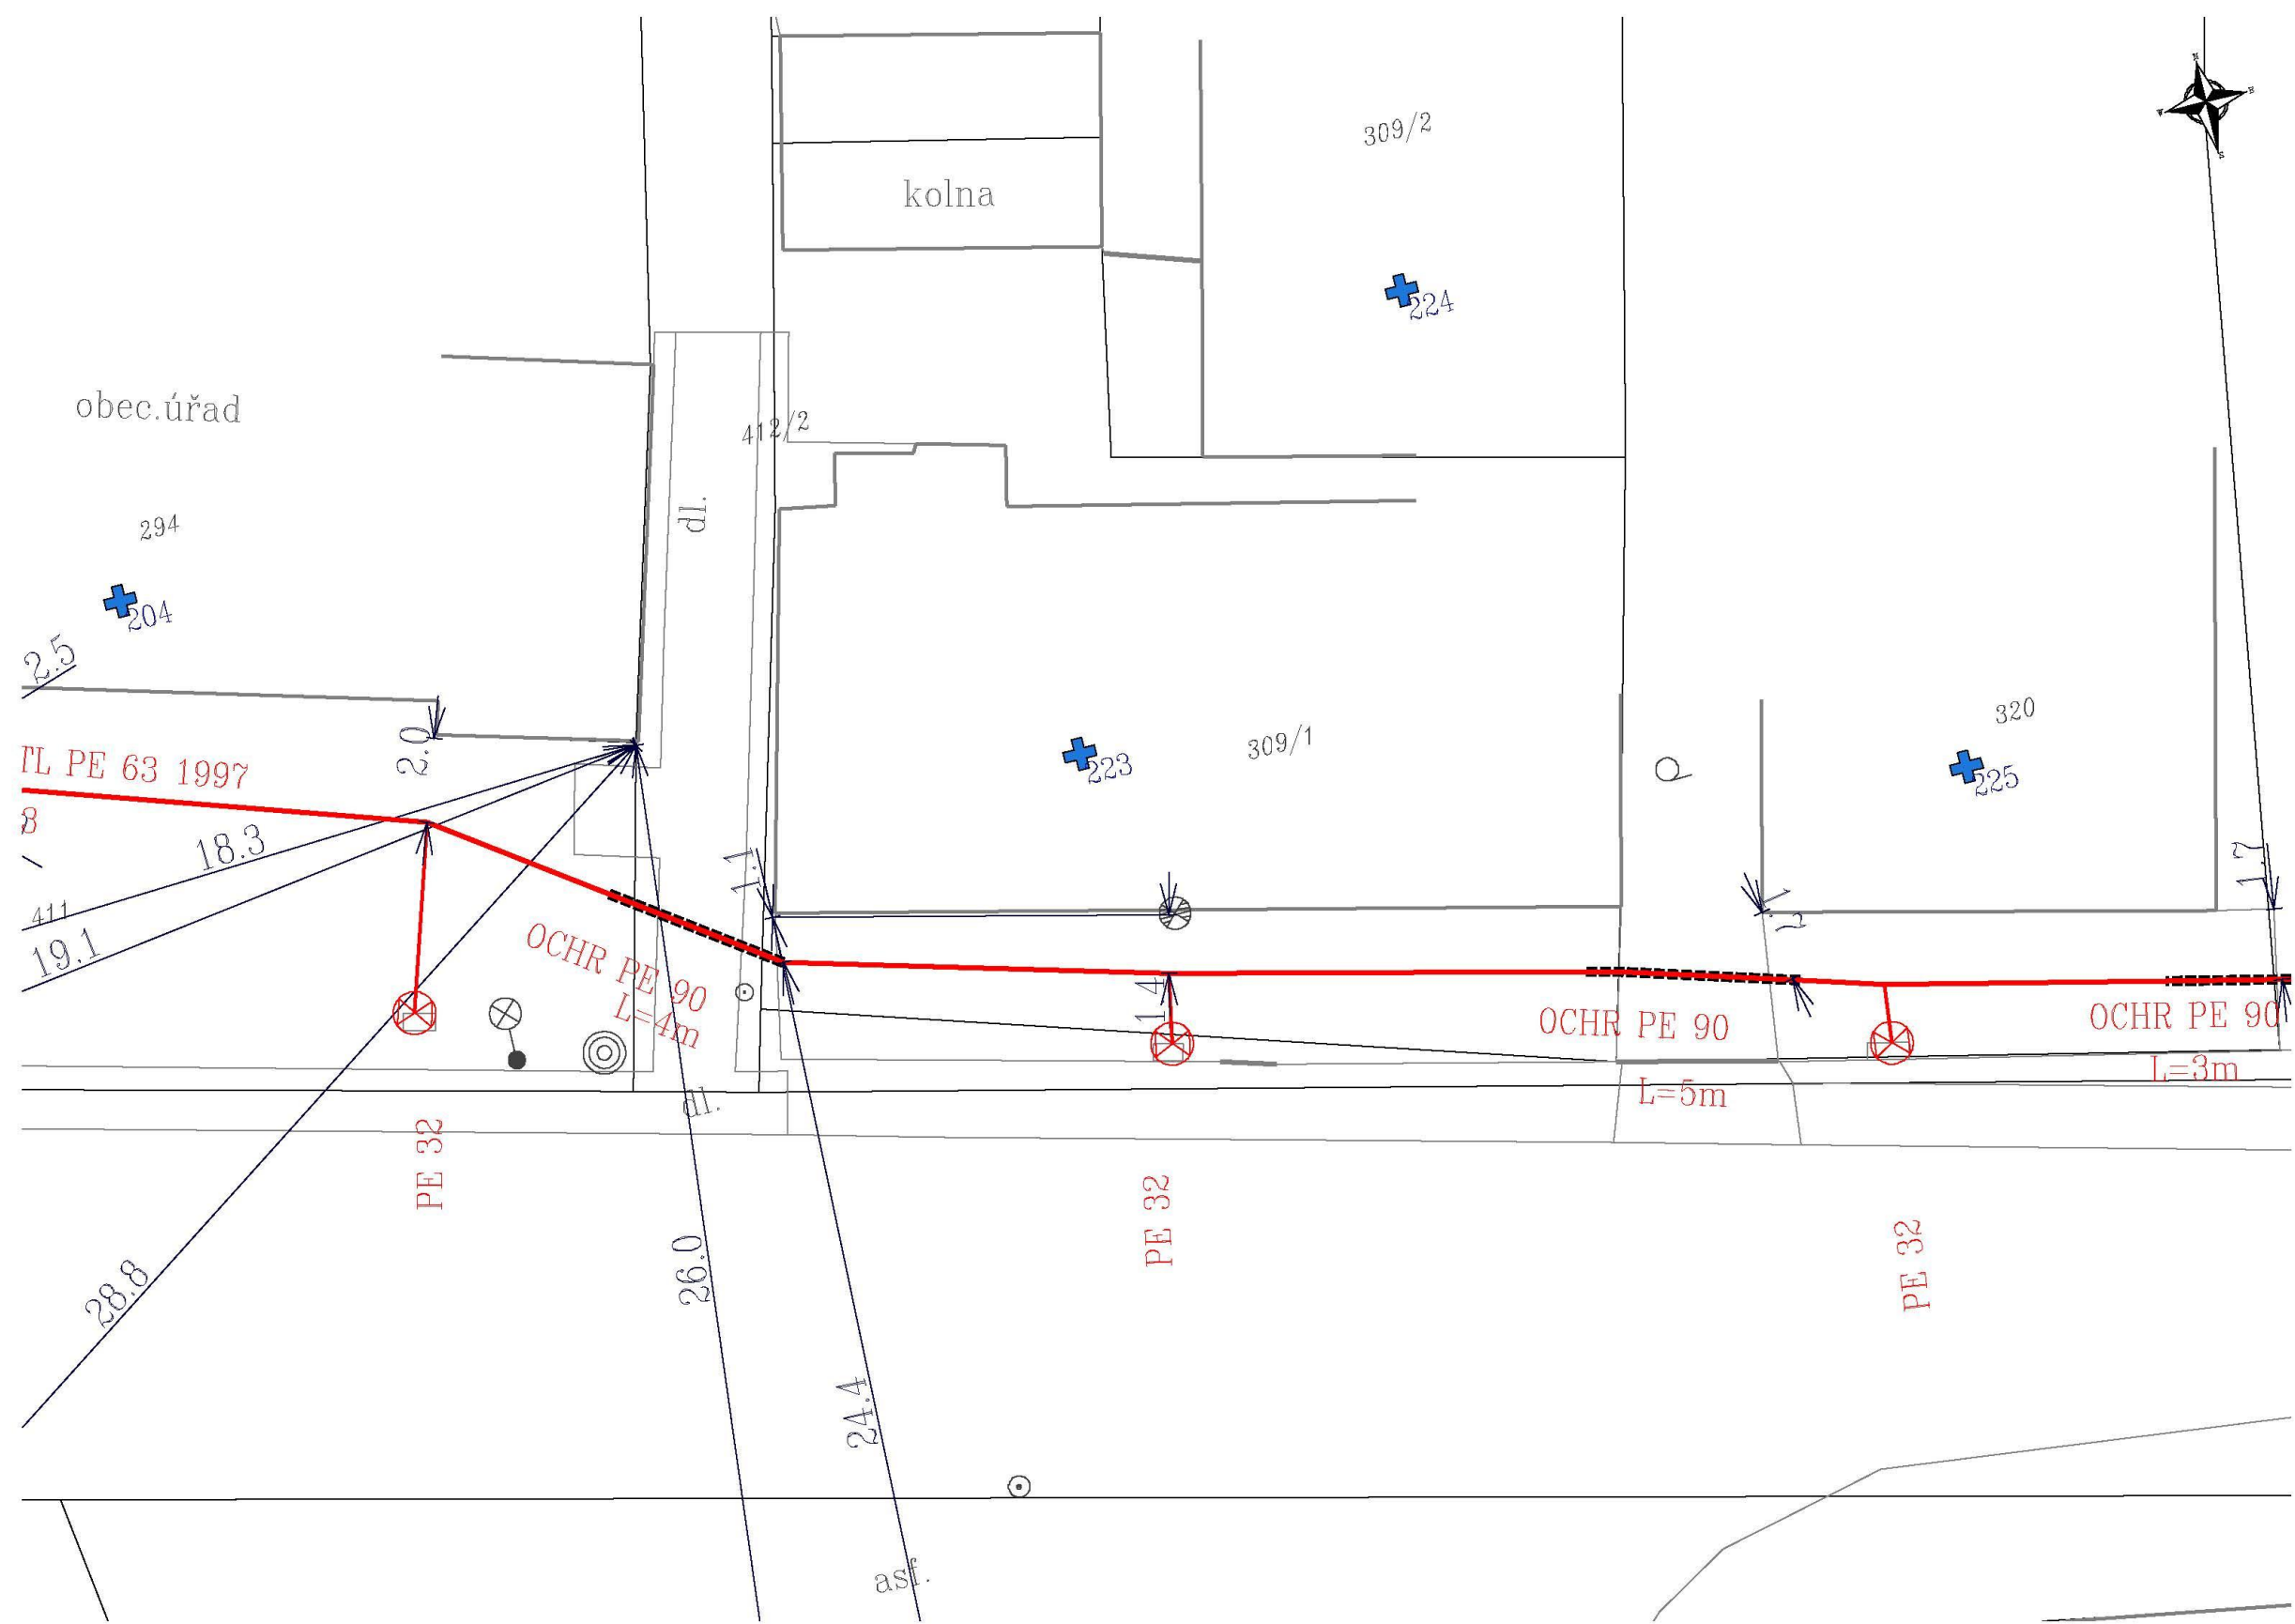 N
E
W
S
309/2
kolna
224
obec.úřad
412/2
dl.
294
204
2.5
320
309/1
2.0
223
225
TL PE 63 1997
18.3
1.1
1.7
411
19.1
2.1
OCHR PE 90
L=4m
1.4
OCHR PE 90
L=5m
OCHR PE 90
L=3m
dl.
PE 32
PE 32
PE 32
28.8
26.0
24.4
asf.